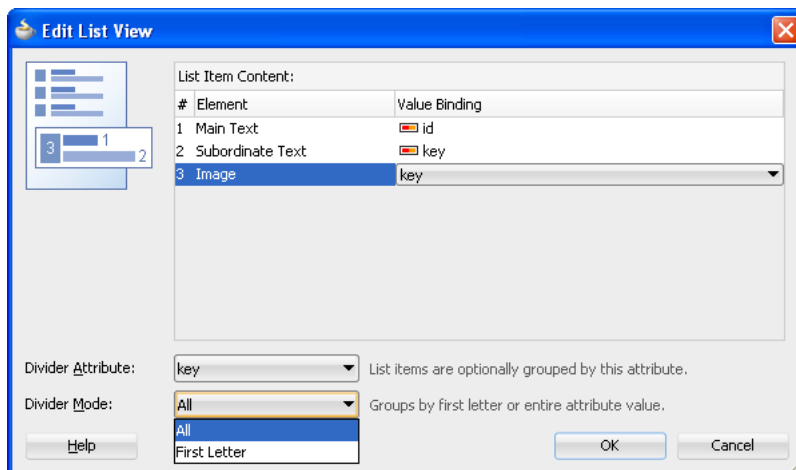 Edit List View
List Item Content:
# Element Value Binding
1 Main Text id
2 Subordinate Text key
3 Image key
3 1
2
Divider Attribute: key List items are optionally grouped by this attribute.
Divider Mode: All Groups by first letter or entire attribute value.
All
First Letter
Help OK Cancel